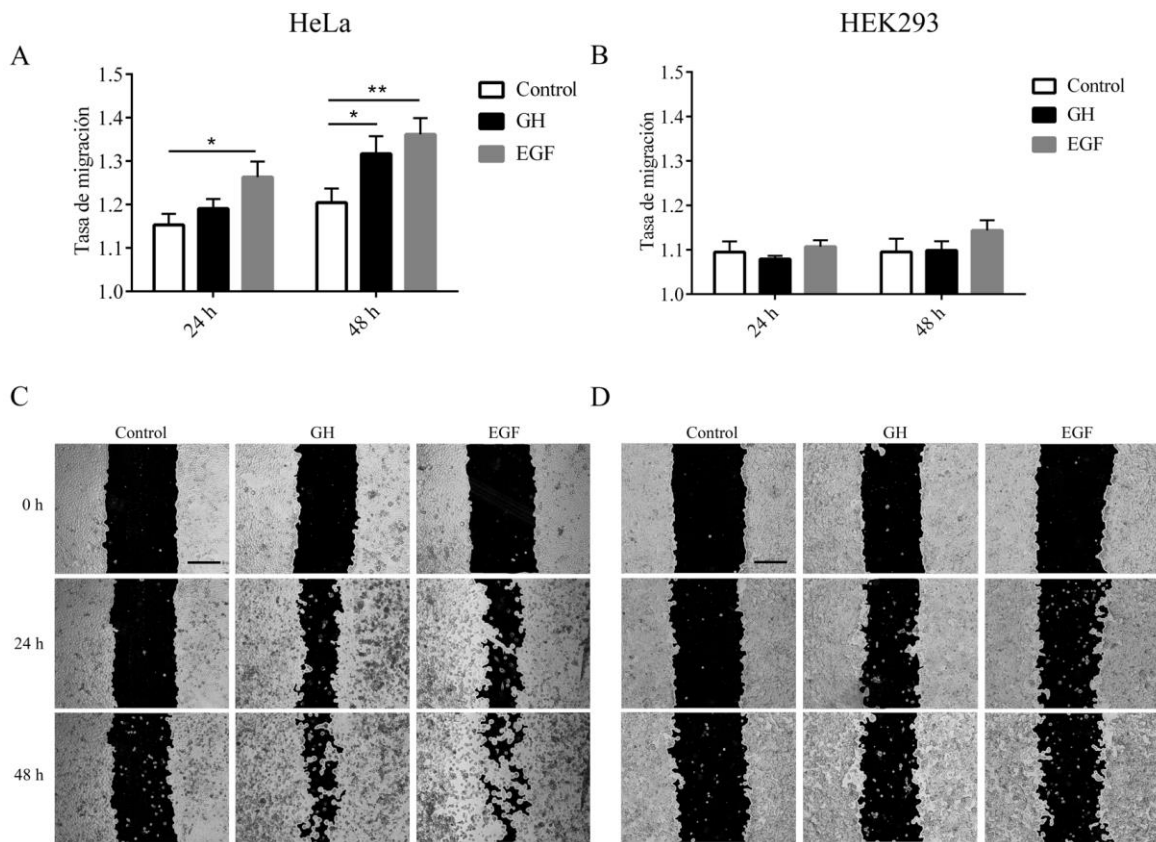 HeLa
A
1.5
1.4
1.3
1.2
1.1
1.0
Tasa de migración
*
*
**
Control
GH
EGF
24 h
48 h
HEK293
B
1.5
1.4
1.3
1.2
1.1
1.0
Tasa de migración
Control
GH
EGF
24 h
48 h
C
Control GH EGF
0 h
24 h
48 h
D
Control GH EGF